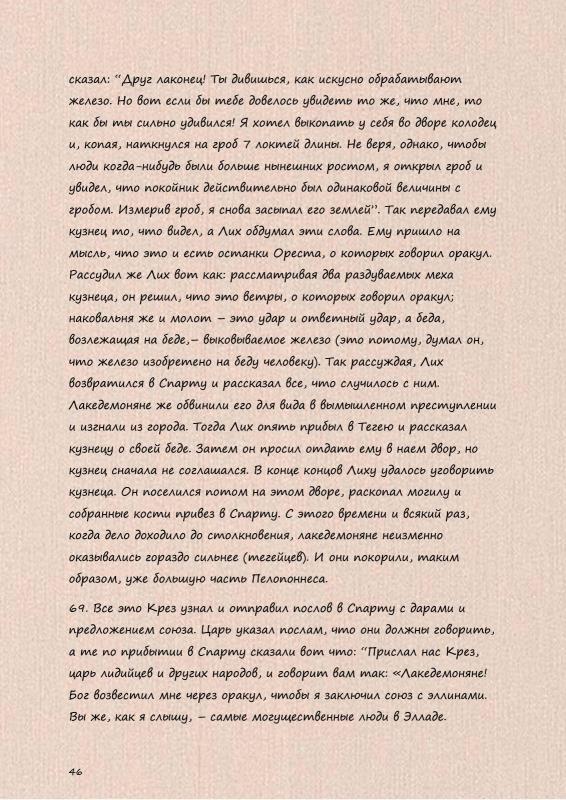 сказал: “Друг лаконец! Ты дивишься, как искусно обрабатывают
железо. Но вот если бы тебе довелось увидеть то же, что мне, то
как бы ты сильно удивился! Я хотел выкопать у себя во дворе колодец
и, копая, наткнулся на гроб 7 локтей длины. Не веря, однако, чтобы
люди когда-нибудь были больше нынешних ростом, я открыл гроб и
увидел, что покойник действительно был одинаковой величины с
гробом. Измерив гроб, я снова засыпал его землей”. Так передавал ему
кузнец то, что видел, а Лих обдумал эти слова. Ему пришло на
мысль, что это и есть останки Ореста, о которых говорил оракул.
Рассудил же Лих вот как: рассматривая два раздуваемых меха
кузнеца, он решил, что это ветры, о которых говорил оракул;
наковальня же и молот – это удар и ответный удар, а беда,
возлежащая на беде,– выковываемое железо (это потому, думал он,
что железо изобретено на беду человеку). Так рассуждая, Лих
возвратился в Спарту и рассказал все, что случилось с ним.
Лакедемоняне же обвинили его для вида в вымышленном преступлении
и изгнали из города. Тогда Лих опять прибыл в Тегею и рассказал
кузнецу о своей беде. Затем он просил отдать ему в наем двор, но
кузнец сначала не соглашался. В конце концов Лиху удалось уговорить
кузнеца. Он поселился потом на этом дворе, раскопал могилу и
собранные кости привез в Спарту. С этого времени и всякий раз,
когда дело доходило до столкновения, лакедемоняне неизменно
оказывались гораздо сильнее (тегейцев). И они покорили, таким
образом, уже большую часть Пелопоннеса.
69. Все это Крез узнал и отправил послов в Спарту с дарами и
предложением союза. Царь указал послам, что они должны говорить,
а те по прибытии в Спарту сказали вот что: “Прислал нас Крез,
царь лидийцев и других народов, и говорит вам так: «Лакедемоняне!
Бог возвестил мне через оракул, чтобы я заключил союз с эллинами.
Вы же, как я слышу, – самые могущественные люди в Элладе.
46